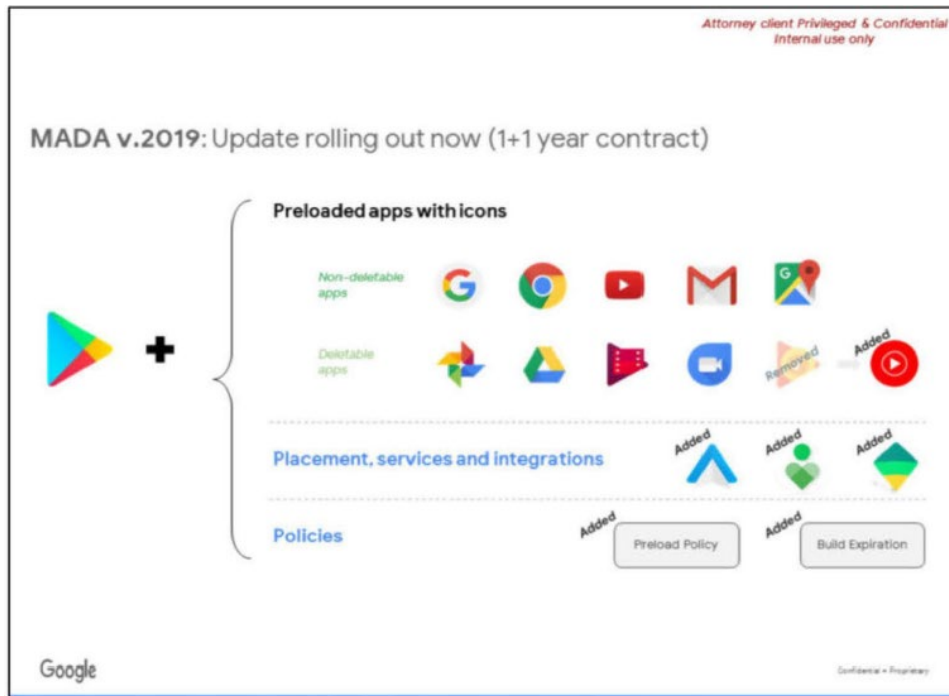 Attorney client Privileged & Confidential
Internal use only
MADA v.2019: Update rolling out now (1+1 year contract)
Preloaded apps with icons
Non-deletable
apps
G
Deletable
apps
Removed
Added
Placement, services and integrations
Added
Added
Added
Policies
Added
Preload Policy
Added
Build Expiration
Google
Confidential + Proprietary